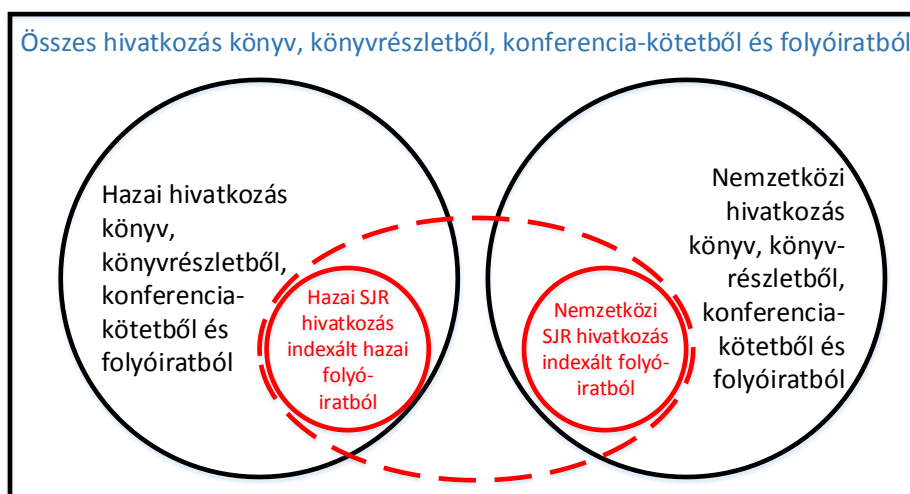 Összes hivatkozás könyv, könyvrészletből, konferencia-kötetből és folyóiratból
Hazai hivatkozás
könyv,
könyvrészletből,
konferencia-
kötetből és
folyóiratból
Hazai SJR
hivatkozás
indexált hazai
folyó-
iratból
Nemzetközi
SJR hivatkozás
indexált folyó-
iratból
Nemzetközi
hivatkozás
könyv, könyv-
részletből,
konferencia-
kötetből és
folyóiratból